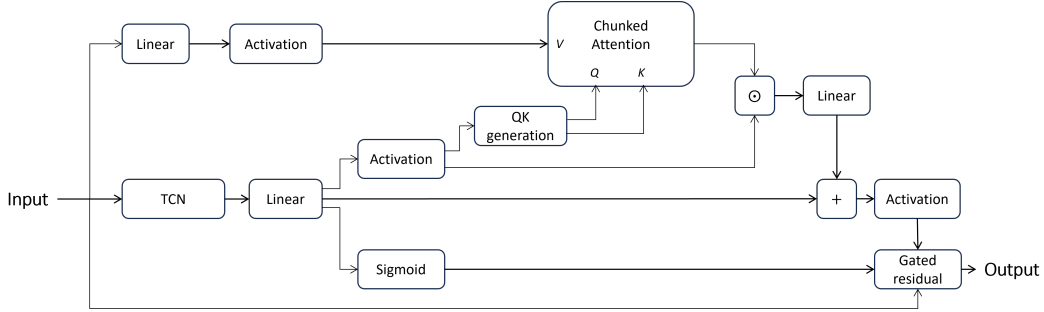 Chunked
Attention
Linear
Activation
V
Q
K
QK
generation
⊙
Linear
Activation
Input
TCN
Linear
+
Activation
Sigmoid
Gated
residual
Output